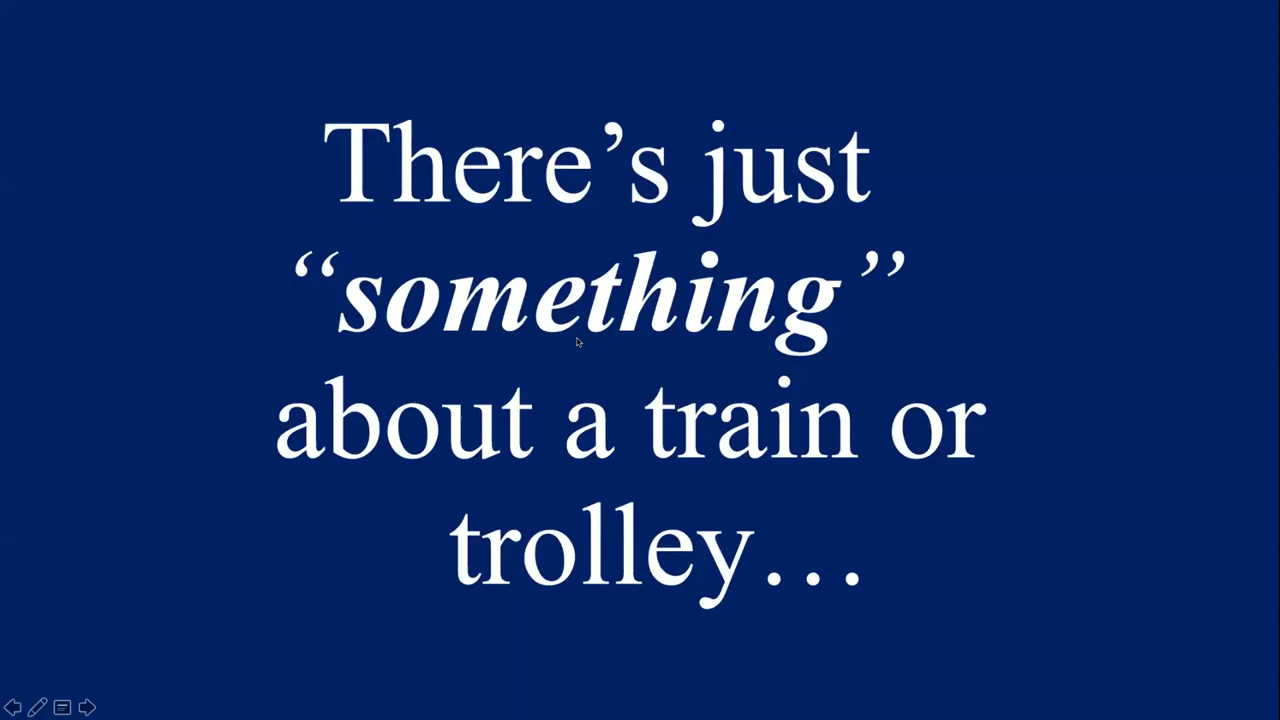 There’s just
“something”
about a train or
trolley…